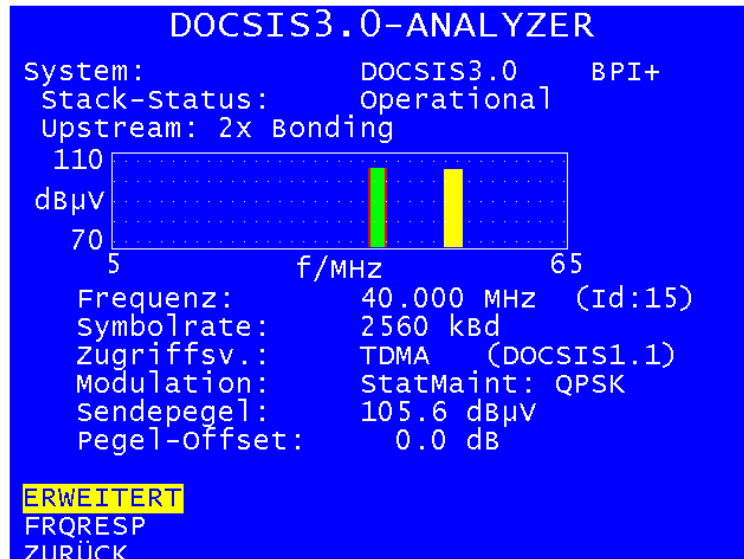 DOCSIS3.0-ANALYZER
System: DOCSIS3.0 BPI+
Stack-Status: Operational
Upstream: 2x Bonding
110
dBµV
70
5 f/MHz 65
Frequenz: 40.000 MHz (Id:15)
Symbolrate: 2560 kBd
Zugriffsv.: TDMA (DOCSIS1.1)
Modulation: StatMaint: QPSK
Sendepegel: 105.6 dBµV
Pegel-Offset: 0.0 dB
ERWEITERT
FRQRESP
ZURÜCK